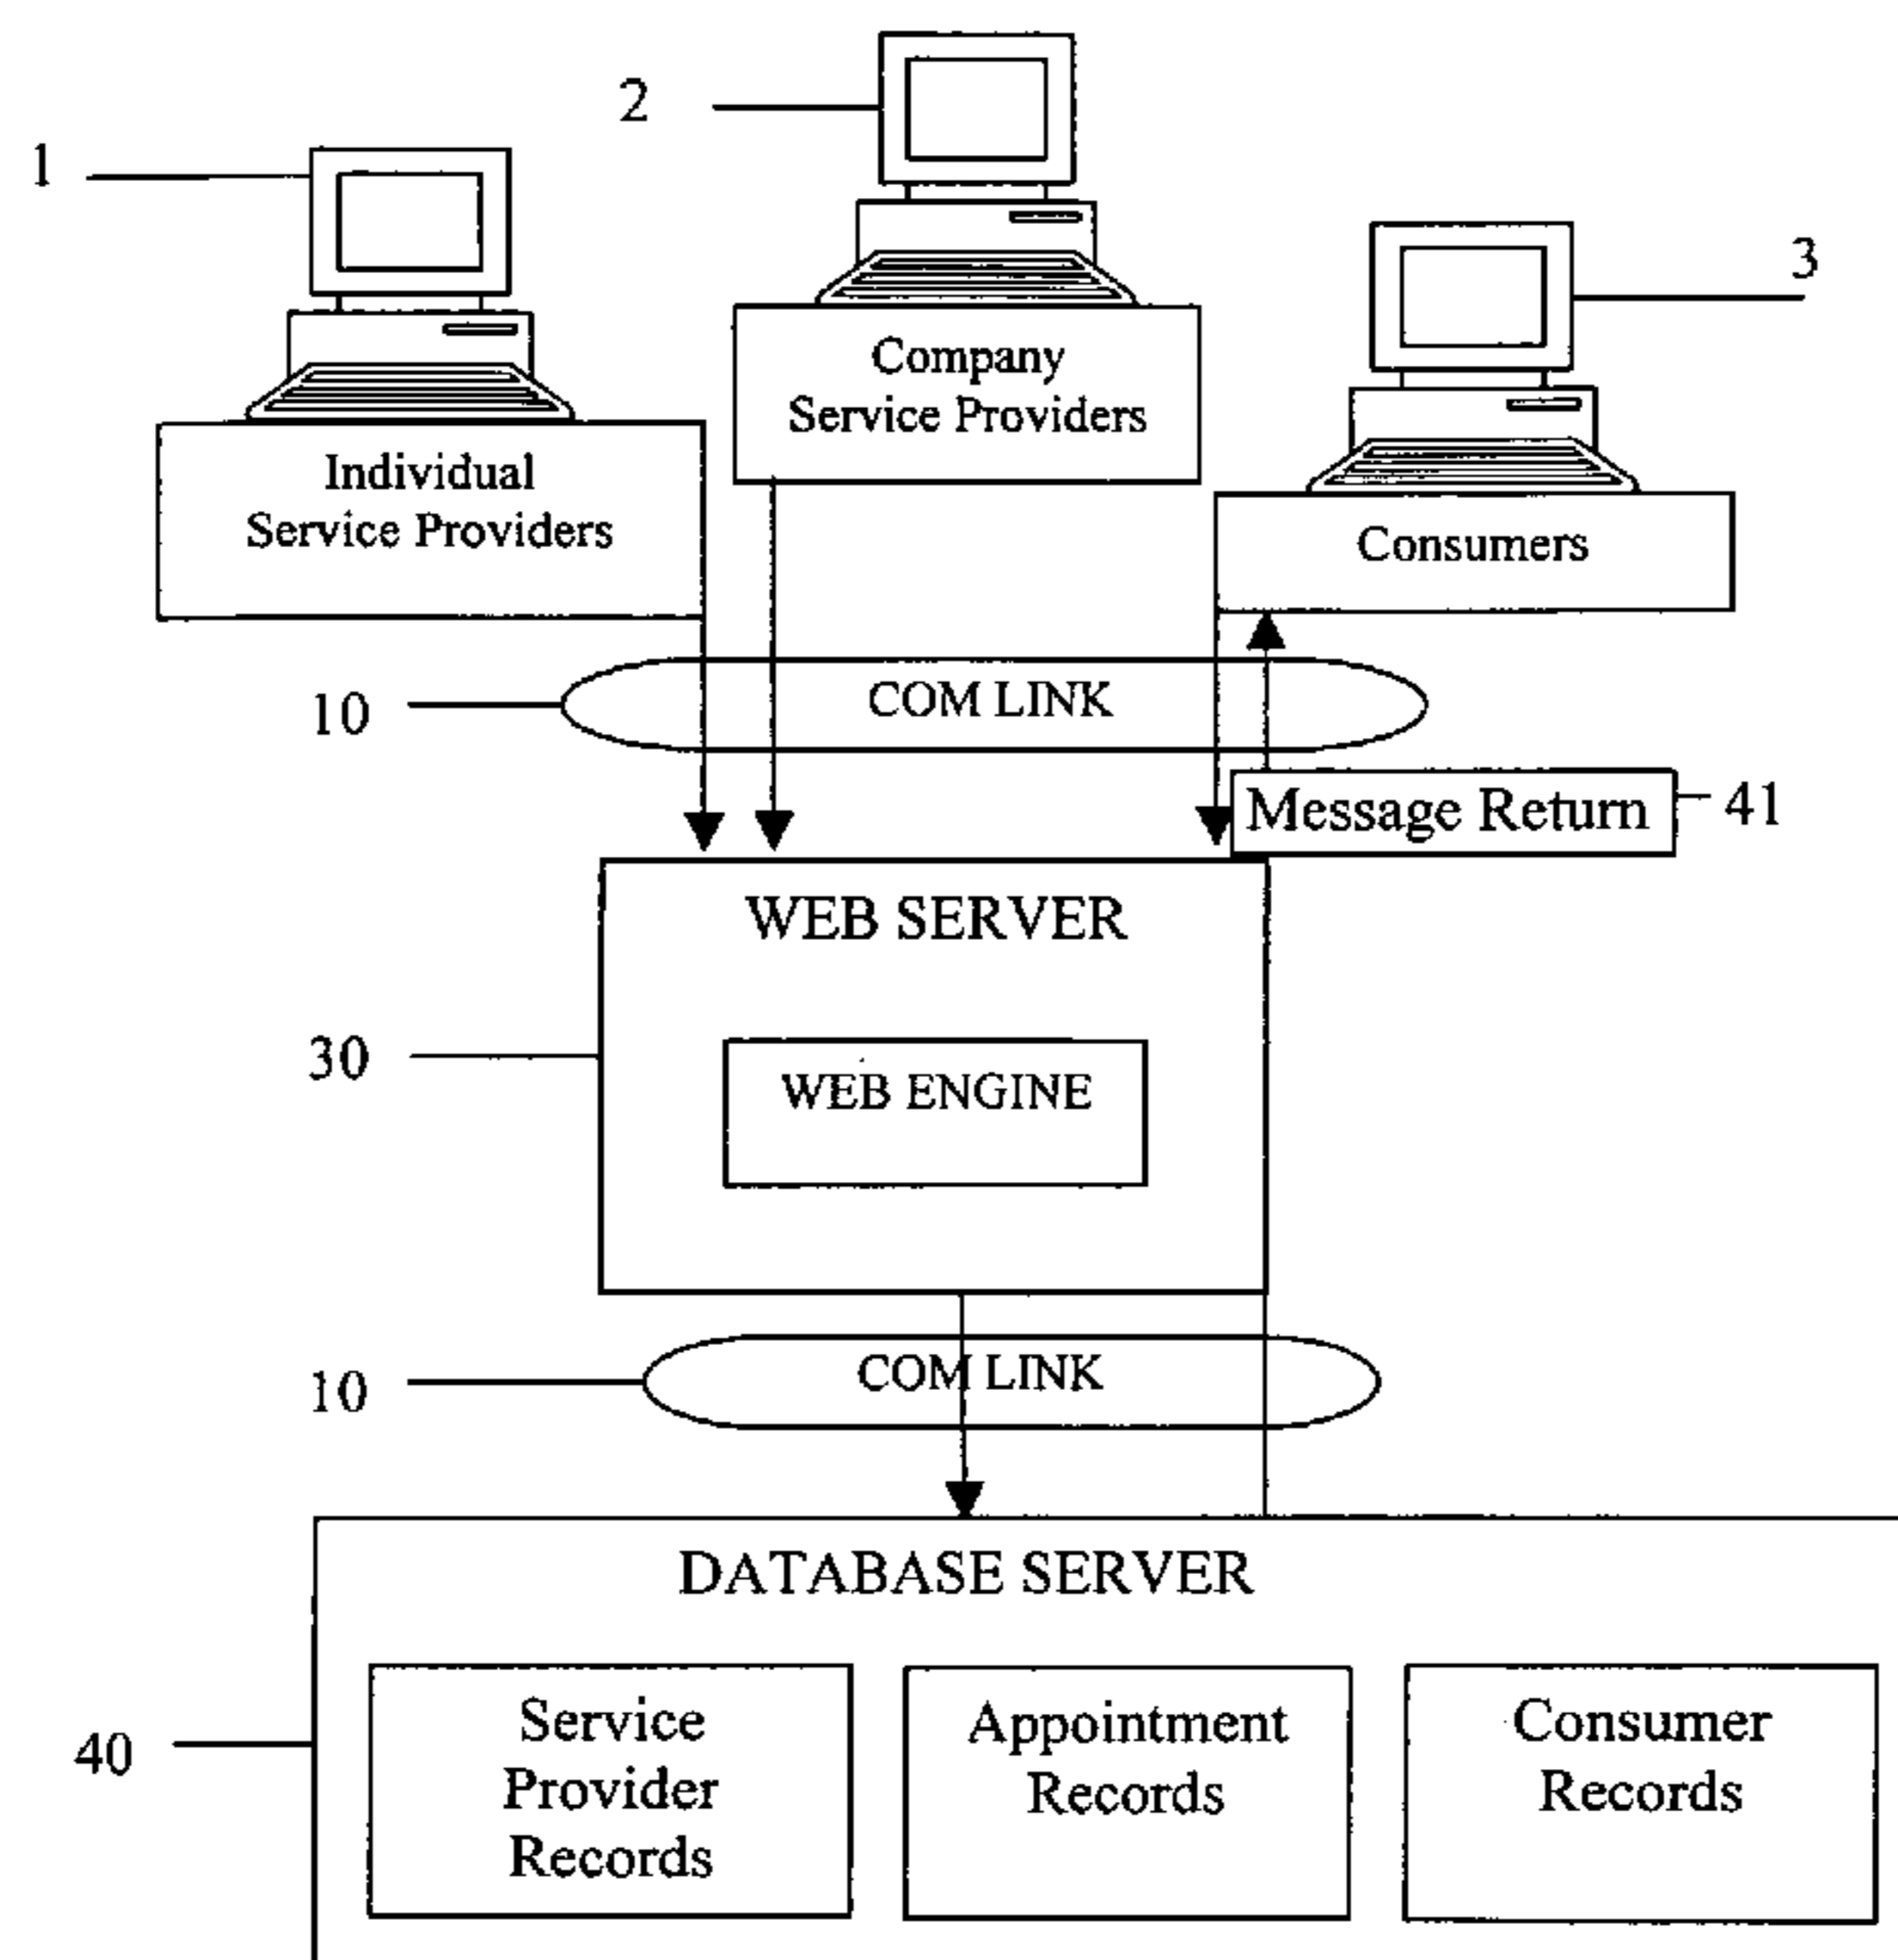 2
1
3
Company
Service Providers
Individual
Service Providers
Consumers
10
COM LINK
Message Return
41
WEB SERVER
30
WEB ENGINE
10
COM LINK
DATABASE SERVER
40
Service
Provider
Records
Appointment
Records
Consumer
Records